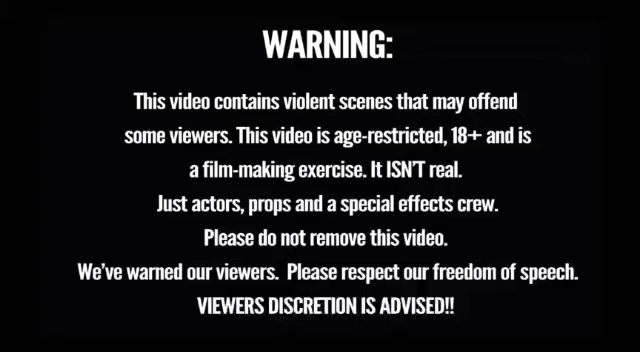 WARNING:
This video contains violent scenes that may offend
some viewers. This video is age-restricted, 18+ and is
a film-making exercise. It ISN'T real.
Just actors, props and a special effects crew.
Please do not remove this video.
We've warned our viewers.  Please respect our freedom of speech.
VIEWERS DISCRETION IS ADVISED!!